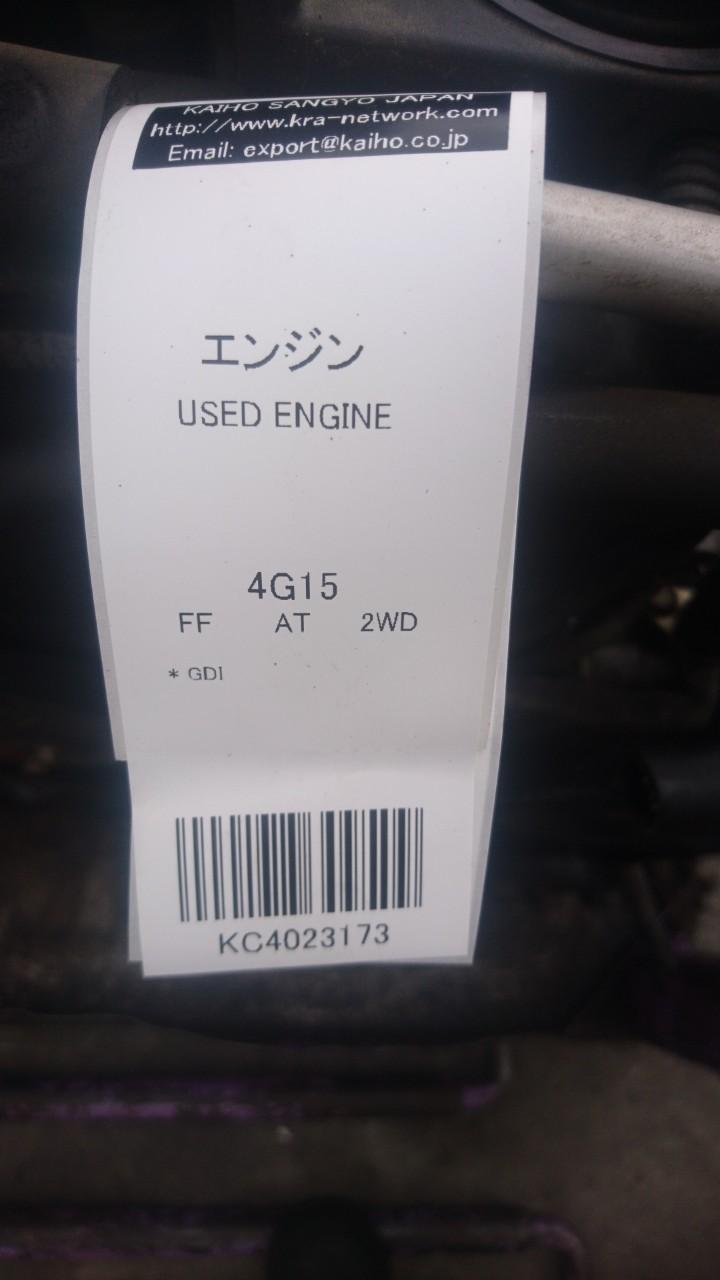 KAIHO SANGYO JAPAN
http://www.kra-network.com
Email: export@kaiho.co.jp
エンジン
USED ENGINE
4G15
FF AT 2WD
* GDI
KC4023173